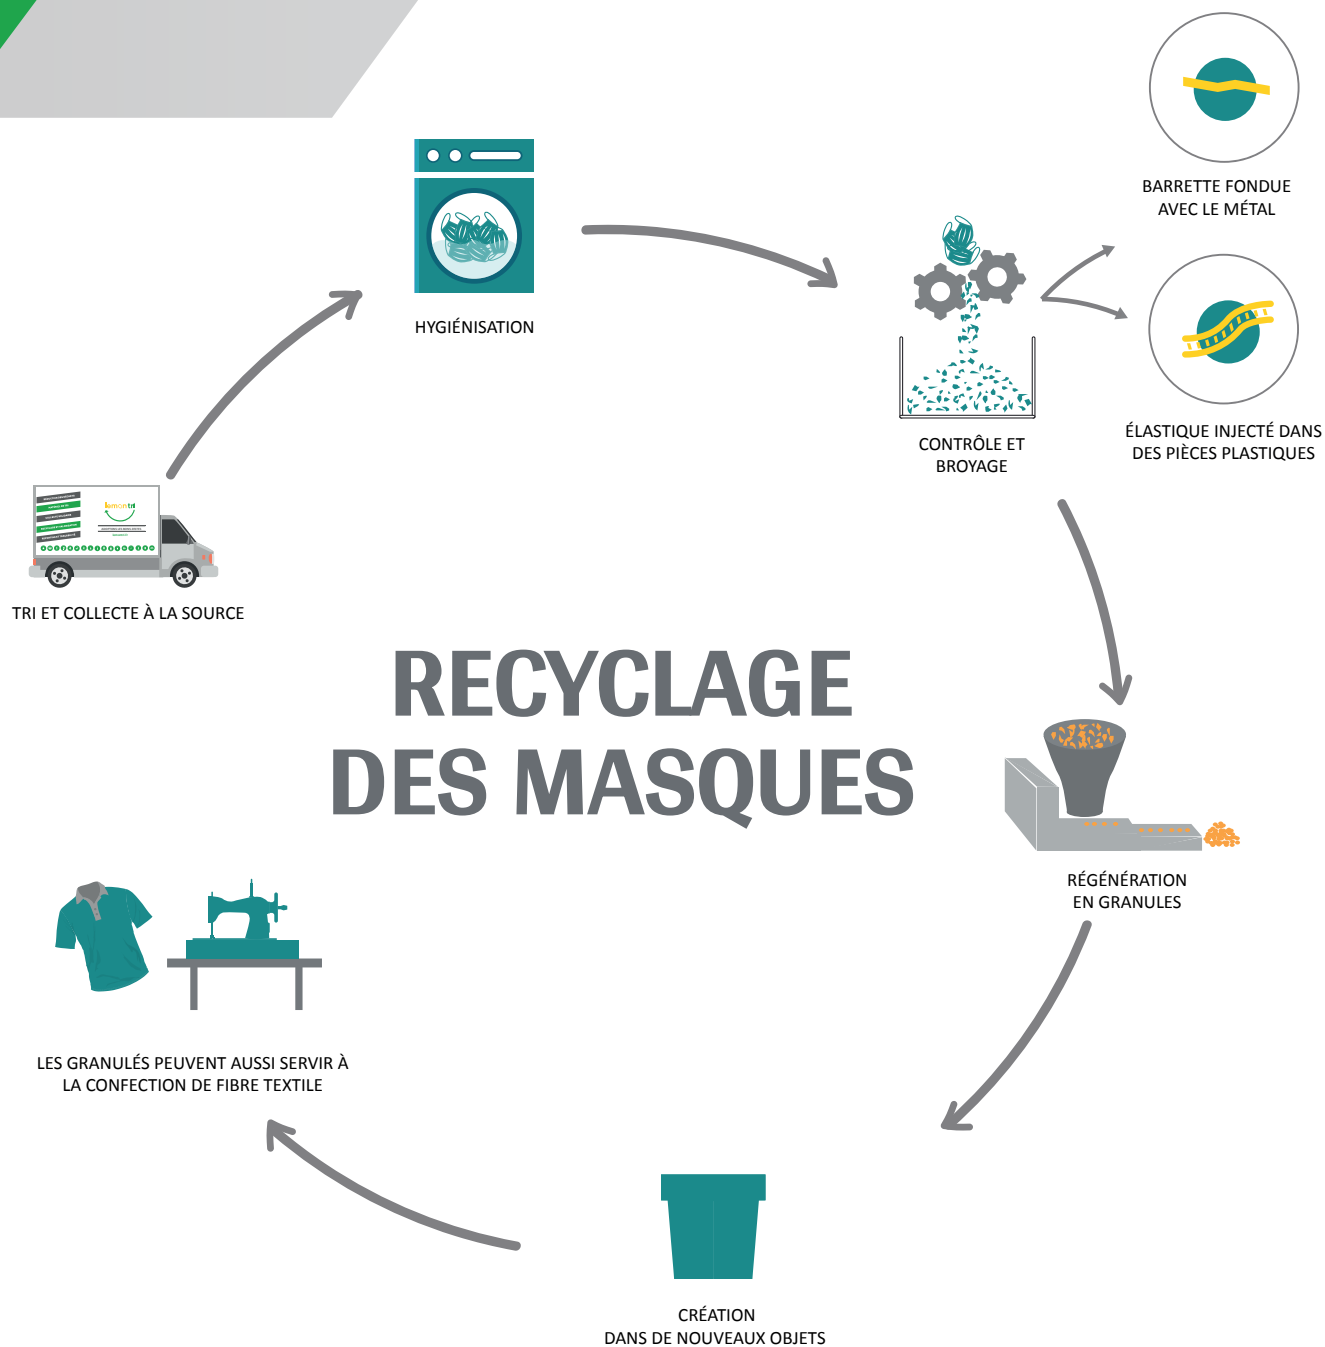 BARRETTE FONDUE
AVEC LE MÉTAL
HYGIÉNISATION
CONTRÔLE ET
BROYAGE
ÉLASTIQUE INJECTÉ DANS
DES PIÈCES PLASTIQUES
lemon tri
TRI ET COLLECTE À LA SOURCE
RECYCLAGE
DES MASQUES
RÉGÉNÉRATION
EN GRANULES
LES GRANULÉS PEUVENT AUSSI SERVIR À
LA CONFECTION DE FIBRE TEXTILE
CRÉATION
DANS DE NOUVEAUX OBJETS